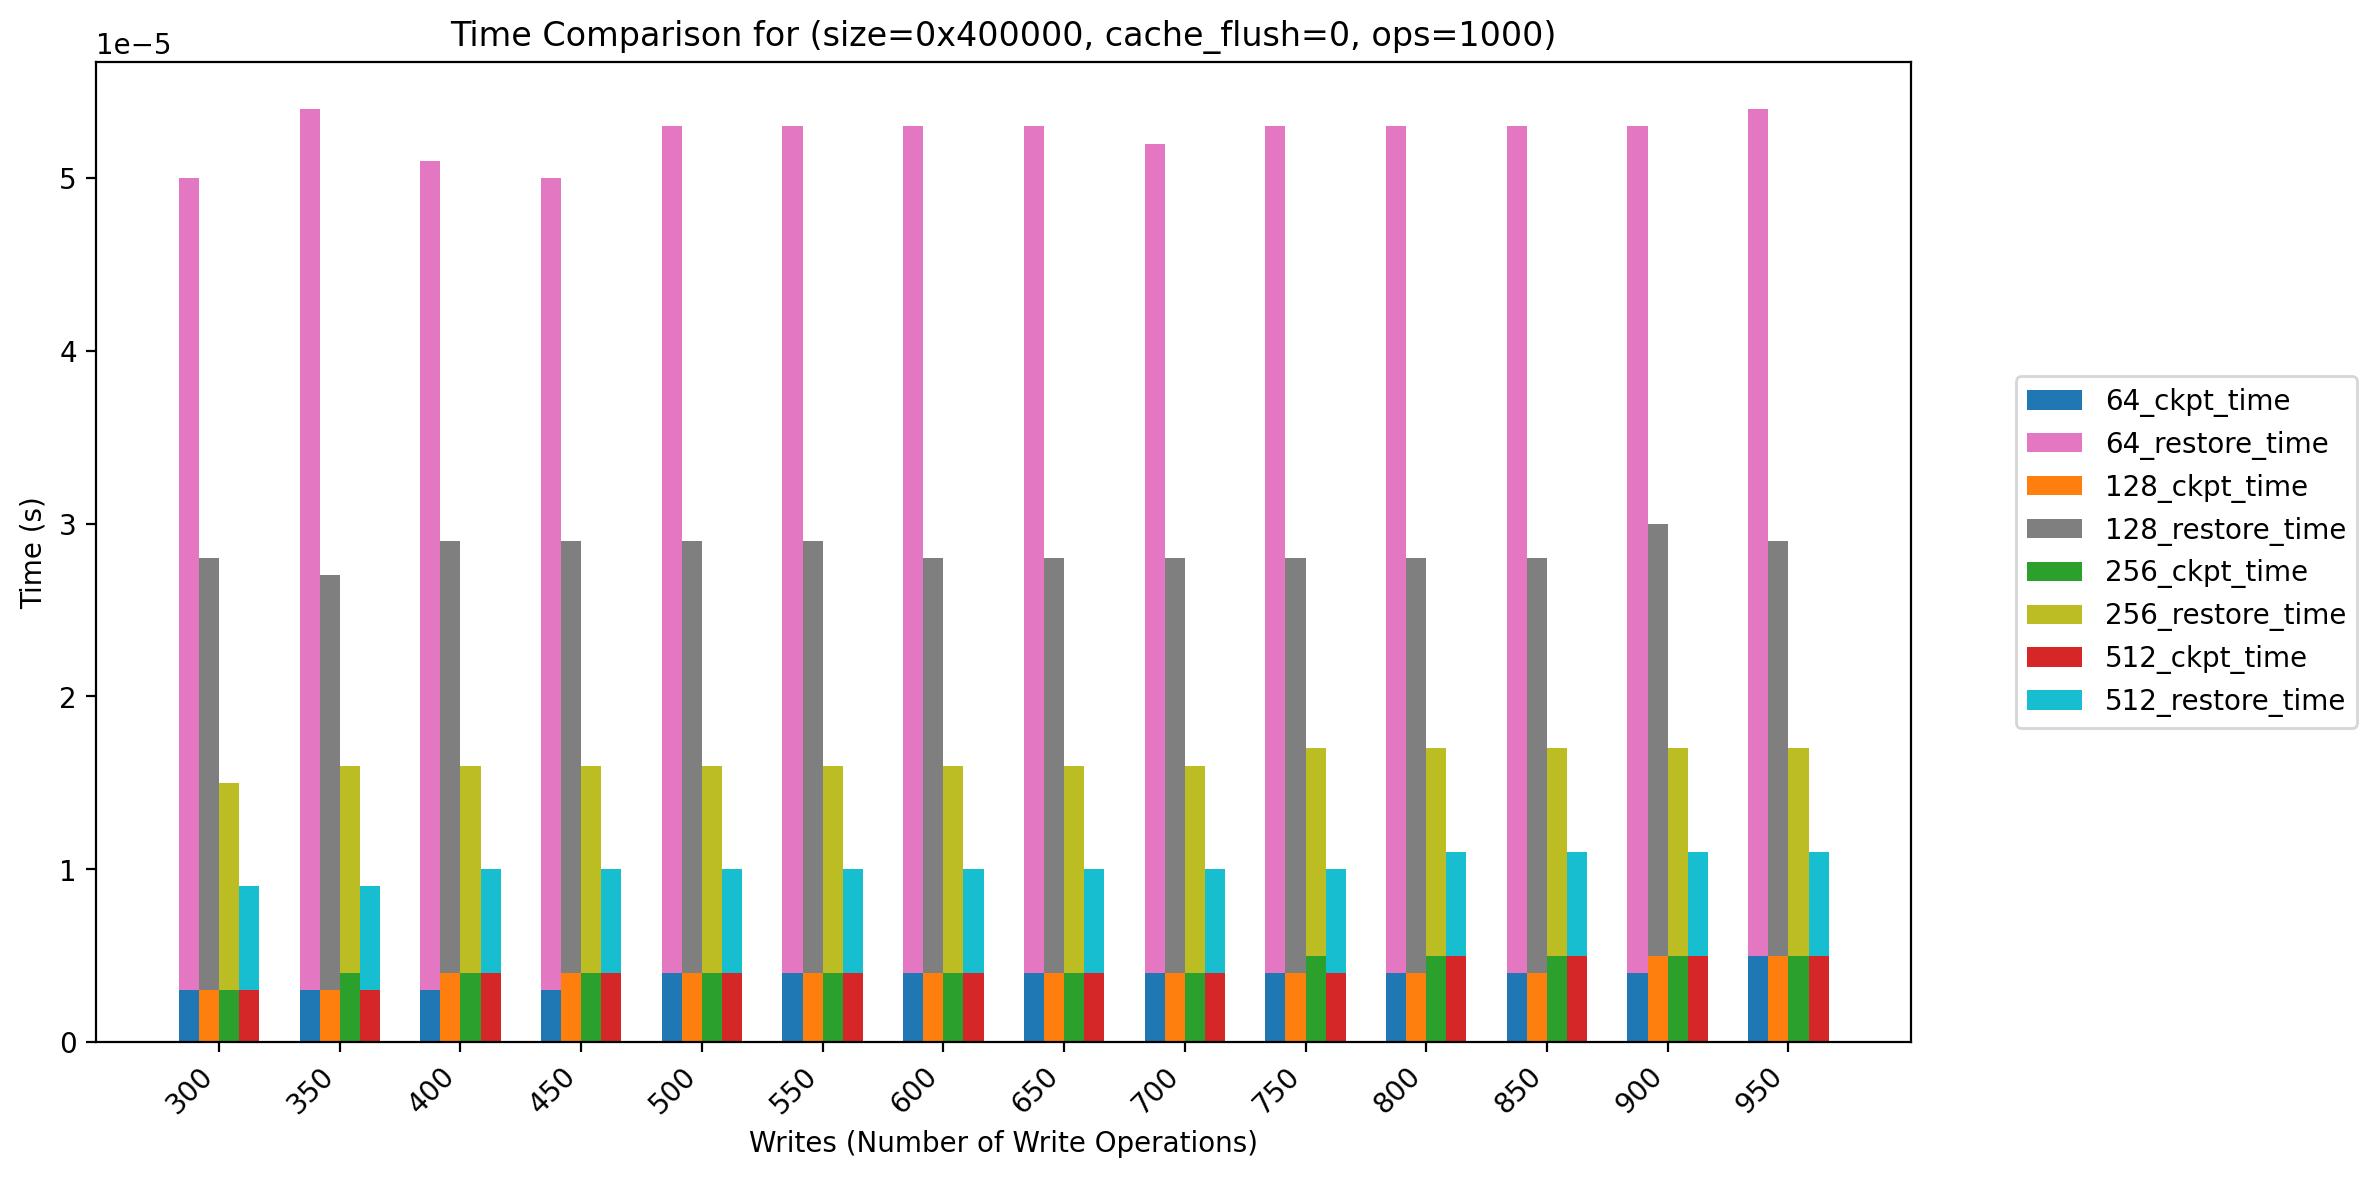 Time Comparison for (size=0x400000, cache_flush=0, ops=1000)
1e−5
5
4
3
2
1
0
Time (s)
300
350
400
450
500
550
600
650
700
750
800
850
900
950
Writes (Number of Write Operations)
64_ckpt_time
64_restore_time
128_ckpt_time
128_restore_time
256_ckpt_time
256_restore_time
512_ckpt_time
512_restore_time